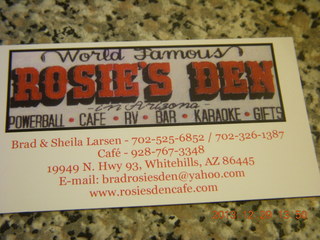 World Famous
ROSIE'S DEN
in Arizona
POWERBALL • CAFE • RV • BAR • KARAOKE • GIFTS
Brad & Sheila Larsen - 702-525-6852 / 702-326-1387
Café - 928-767-3348
19949 N. Hwy 93, Whitehills, AZ 86445
E-mail: bradrosiesden@yahoo.com
www.rosiesdencafe.com